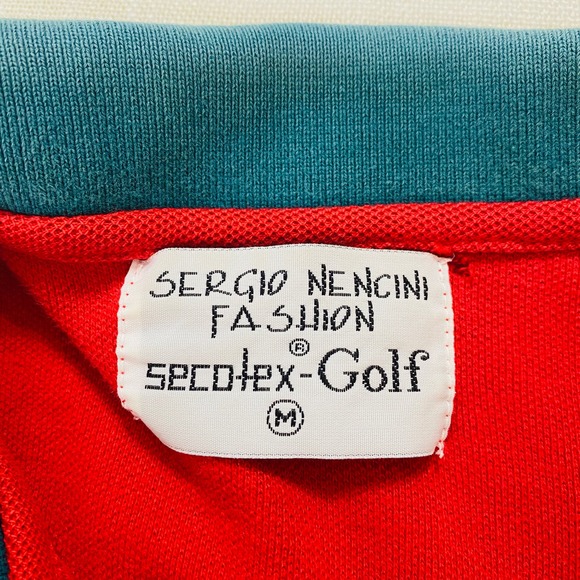 SERGIO NENCINI
FASHION
®
secotex-Golf
M